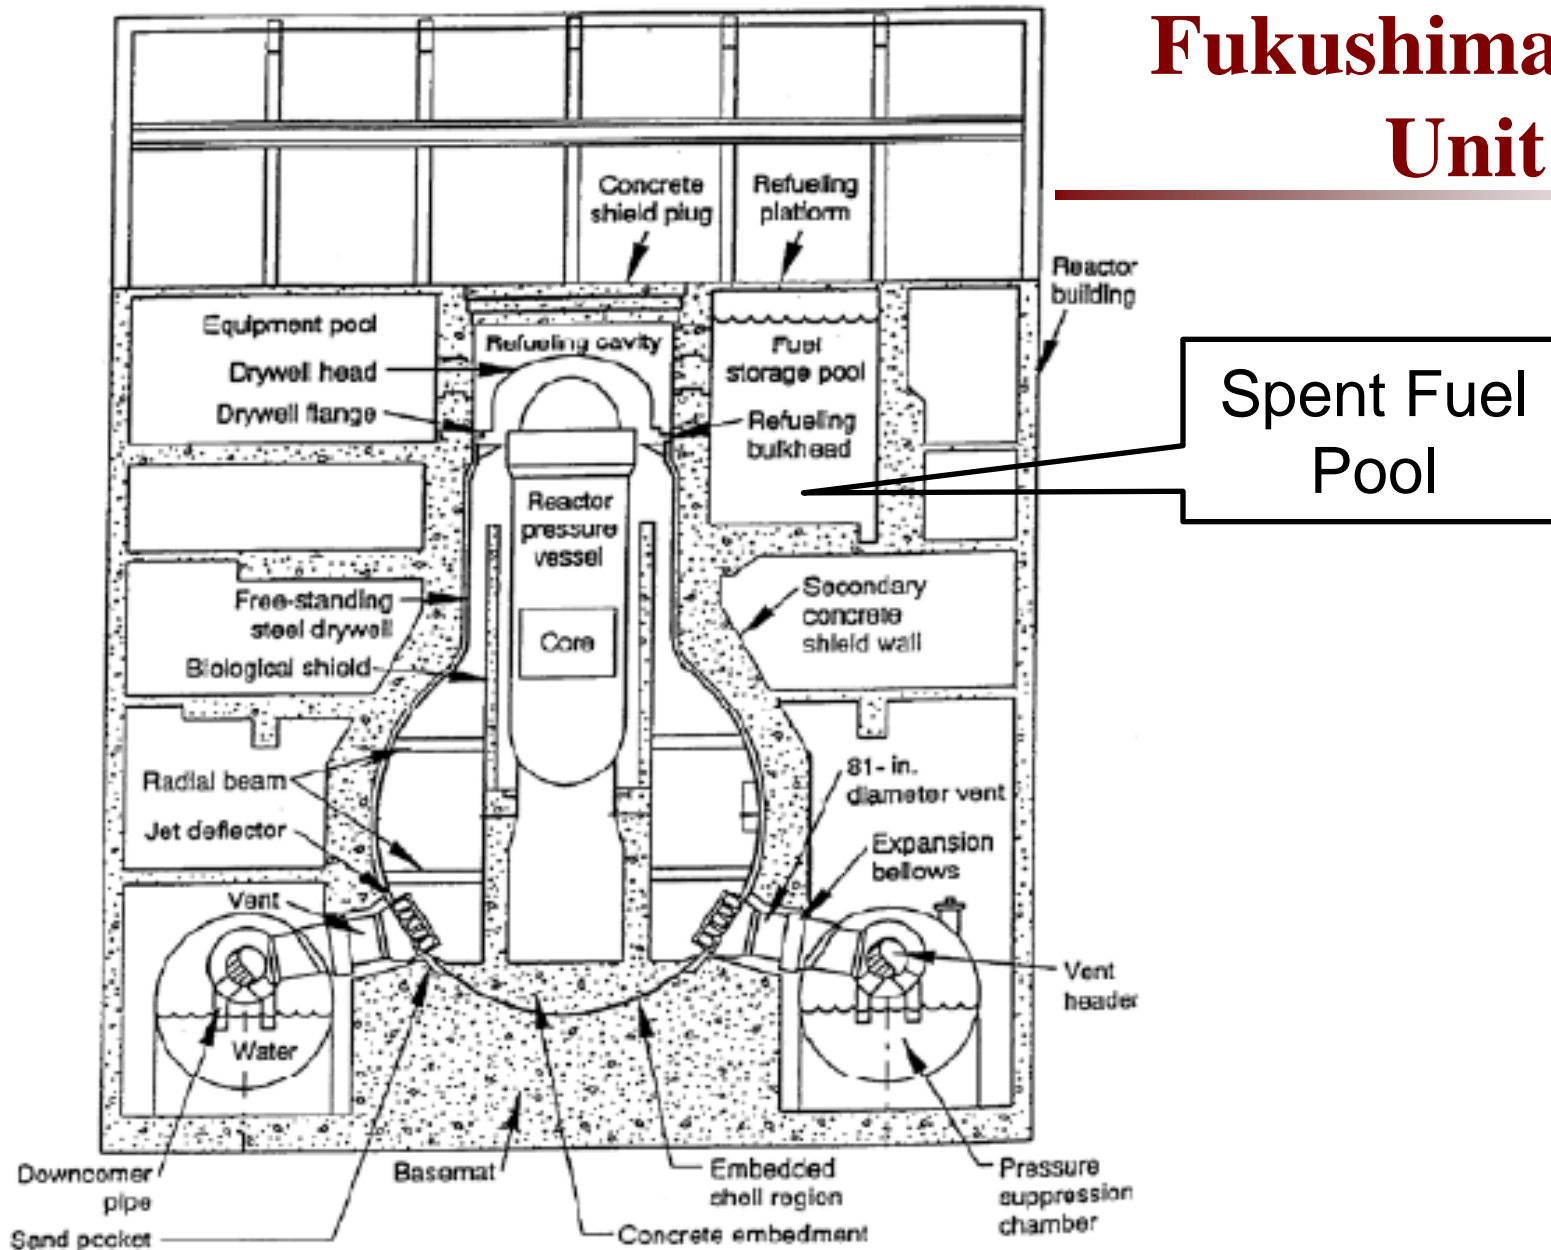 Fukushima
Unit
Concrete
shield plug
Refueling
platform
Reactor
building
Equipment pool
Refueling cavity
Fuel
storage pool
Drywell head
Drywell flange
Refueling
bulkhead
Spent Fuel
Pool
Reactor
pressure
vessel
Free-standing
steel drywell
Secondary
concrete
shield wall
Core
Biological shield
Radial beam
81-in.
diameter vent
Jet deflector
Expansion
bellows
Vent
Vent
header
Water
Downcomer
pipe
Basemat
Embedded
shell region
Pressure
suppression
chamber
Sand pocket
Concrete embedment